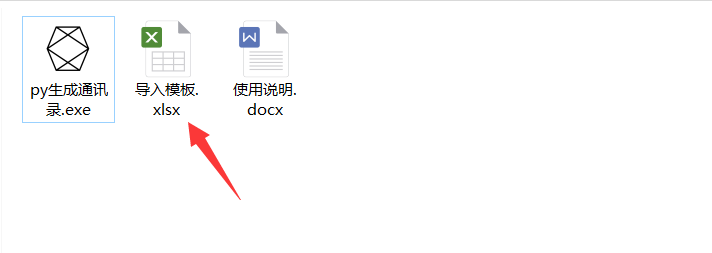 py生成通讯
录.exe
导入模板.
xlsx
使用说明.
docx